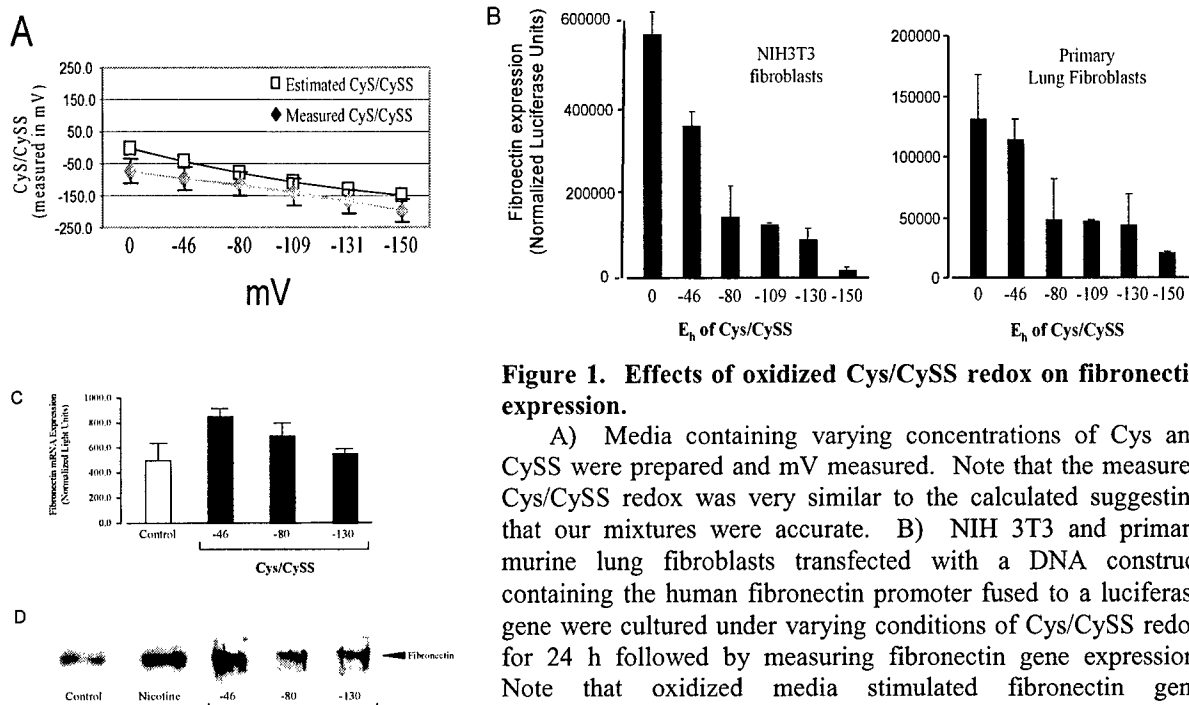 A
250.0
150.0
50.0
-50.0
-150.0
-250.0
CyS/CySS
(measured in mV)
Estimated CyS/CySS
Measured CyS/CySS
0 -46 -80 -109 -131 -150
mV
B
Fibroectin expression
(Normalized Luciferase Units)
600000
400000
200000
0
NIH3T3
fibroblasts
0 -46 -80 -109 -130 -150
Eh of Cys/CySS
200000
150000
100000
50000
0
Primary
Lung Fibroblasts
0 -46 -80 -109 -130 -150
Eh of Cys/CySS
C
Fibronectin mRNA Expression
(Normalized Light Units)
1000.0
800.0
600.0
400.0
200.0
0.0
Control -46 -80 -130
Cys/CySS
D
Fibronectin
Control Nicotine -46 -80 -130
Figure 1. Effects of oxidized Cys/CySS redox on fibronecti
expression.
A) Media containing varying concentrations of Cys an
CySS were prepared and mV measured. Note that the measure
Cys/CySS redox was very similar to the calculated suggestin
that our mixtures were accurate. B) NIH 3T3 and primar
murine lung fibroblasts transfected with a DNA construc
containing the human fibronectin promoter fused to a luciferas
gene were cultured under varying conditions of Cys/CySS redo
for 24 h followed by measuring fibronectin gene expression
Note that oxidized media stimulated fibronectin gen